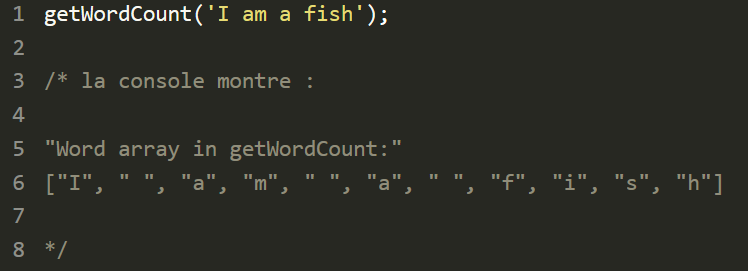 1 getWordCount('I am a fish');
2
3 /* la console montre :
4
5 "Word array in getWordCount:"
6 ["I", " ", "a", "m", " ", "a", " ", "f", "i", "s", "h"]
7
8 */